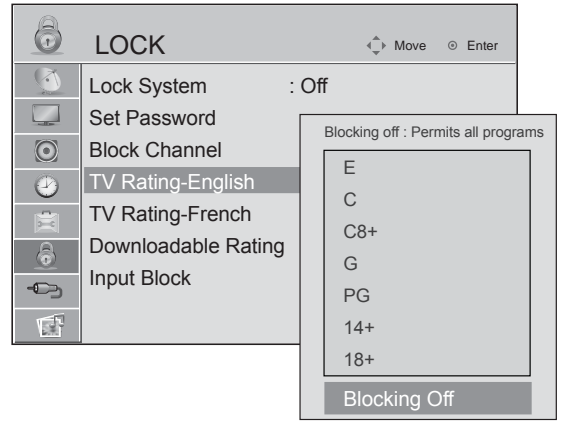 LOCK
Move Enter
Lock System : Off
Set Password
Block Channel
TV Rating-English
TV Rating-French
Downloadable Rating
Input Block
Blocking off : Permits all programs
E
C
C8+
G
PG
14+
18+
Blocking Off